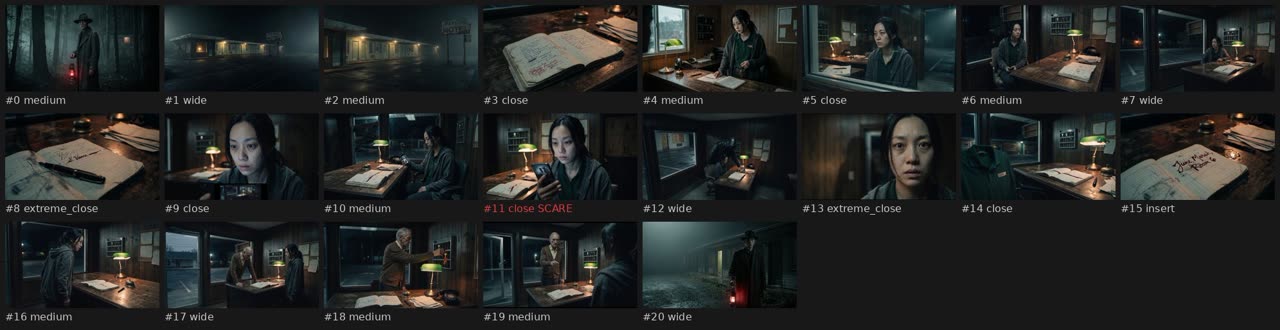 #0 medium
#1 wide
#2 medium
#3 close
#4 medium
#5 close
#6 medium
#7 wide
#8 extreme_close
#9 close
#10 medium
#11 close SCARE
#12 wide
#13 extreme_close
#14 close
#15 insert
#16 medium
#17 wide
#18 medium
#19 medium
#20 wide